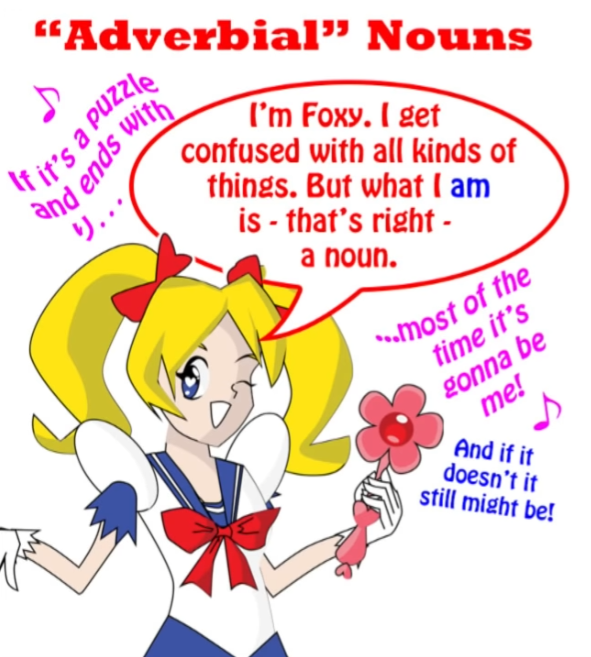 “Adverbial” Nouns
If it's a puzzle
and ends with
り...
I'm Foxy. I get
confused with all kinds of
things. But what I am
is - that's right -
a noun.
...most of the
time it's
gonna be
me!
And if it
doesn't it
still might be!